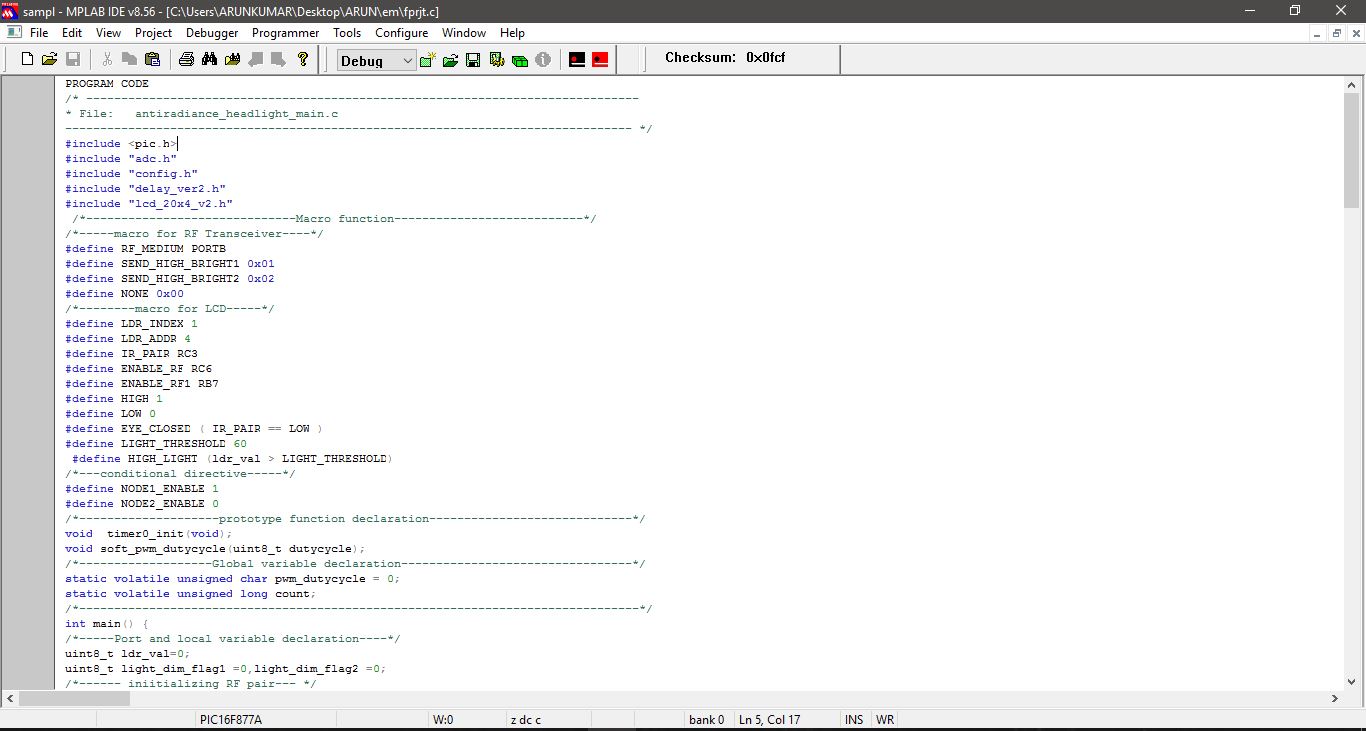 sampl - MPLAB IDE v8.56 - [C:\Users\ARUNKUMAR\Desktop\ARUN\em\fprjt.c]
File Edit View Project Debugger Programmer Tools Configure Window Help
Debug Checksum: 0x0fcf
PROGRAM CODE
/* -------------------------------------------------------------------------------
* File:   antiradiance_headlight_main.c
--------------------------------------------------------------------------------- */
#include <pic.h>
#include "adc.h"
#include "config.h"
#include "delay_ver2.h"
#include "lcd_20x4_v2.h"
/*------------------------------Macro function---------------------------*/
/*-----macro for RF Transceiver----*/
#define RF_MEDIUM PORTB
#define SEND_HIGH_BRIGHT1 0x01
#define SEND_HIGH_BRIGHT2 0x02
#define NONE 0x00
/*--------macro for LCD-----*/
#define LDR_INDEX 1
#define LDR_ADDR 4
#define IR_PAIR RC3
#define ENABLE_RF RC6
#define ENABLE_RF1 RB7
#define HIGH 1
#define LOW 0
#define EYE_CLOSED ( IR_PAIR == LOW )
#define LIGHT_THRESHOLD 60
#define HIGH_LIGHT (ldr_val > LIGHT_THRESHOLD)
/*---conditional directive-----*/
#define NODE1_ENABLE 1
#define NODE2_ENABLE 0
/*--------------------prototype function declaration-----------------------------*/
void  timer0_init(void);
void soft_pwm_dutycycle(uint8_t dutycycle);
/*-------------------Global variable declaration---------------------------------*/
static volatile unsigned char pwm_dutycycle = 0;
static volatile unsigned long count;
/*--------------------------------------------------------------------------------*/
int main() {
/*-----Port and local variable declaration----*/
uint8_t ldr_val=0;
uint8_t light_dim_flag1 =0,light_dim_flag2 =0;
/*------ iniitializing RF pair--- */
PIC16F877A W:0 z dc c bank 0 Ln 5, Col 17 INS WR